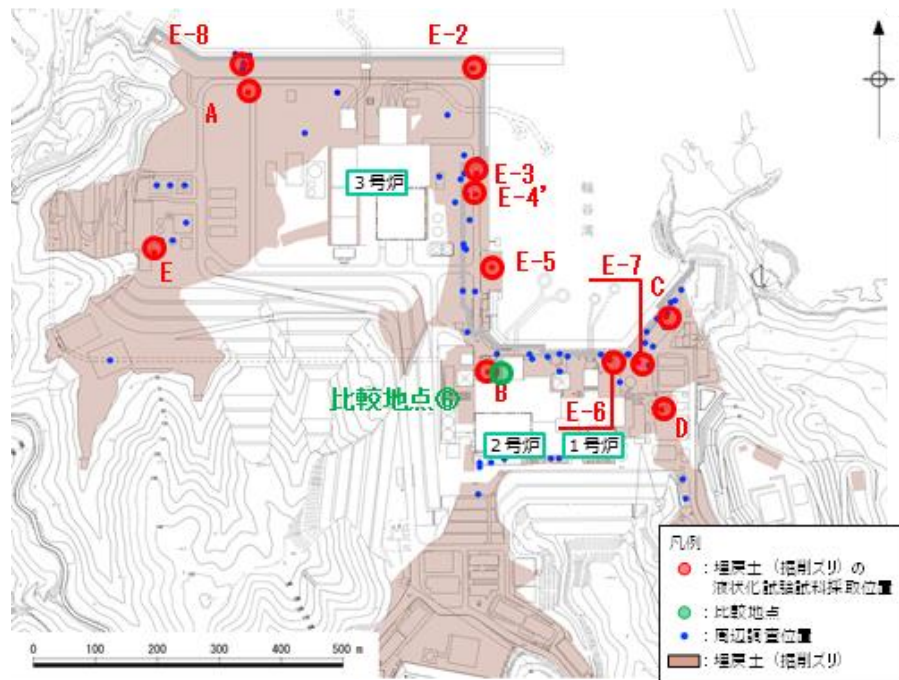 E-8
E-2
A
E-3
３号炉
E-4'
輪谷湾
E
E-5
E-7
C
B
比較地点⑥
E-6
D
２号炉
１号炉
凡例
：埋戻土（掘削ズリ）の
液状化試験試料採取位置
：比較地点
：周辺調査位置
：埋戻土（掘削ズリ）
0 100 200 300 400 500 m